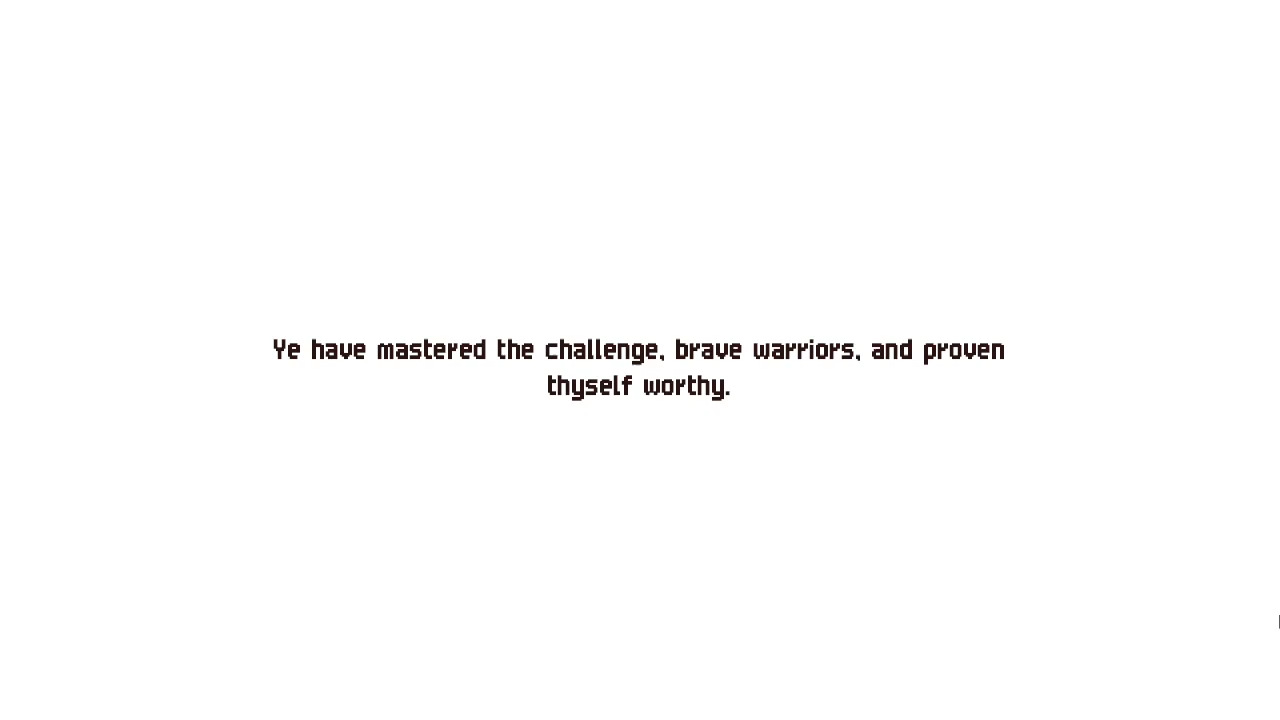 Ye have mastered the challenge, brave warriors, and proven
thyself worthy.